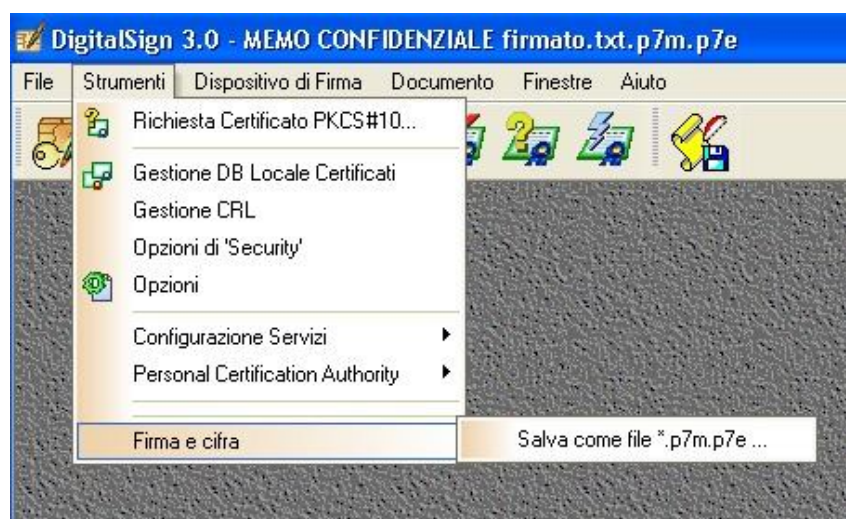 DigitalSign 3.0 - MEMO CONFIDENZIALE firmato.txt.p7m.p7e
File Strumenti Dispositivo di Firma Documento Finestre Aiuto
Richiesta Certificato PKCS#10...
Gestione DB Locale Certificati
Gestione CRL
Opzioni di 'Security'
Opzioni
Configurazione Servizi
Personal Certification Authority
Firma e cifra
Salva come file *.p7m.p7e ...